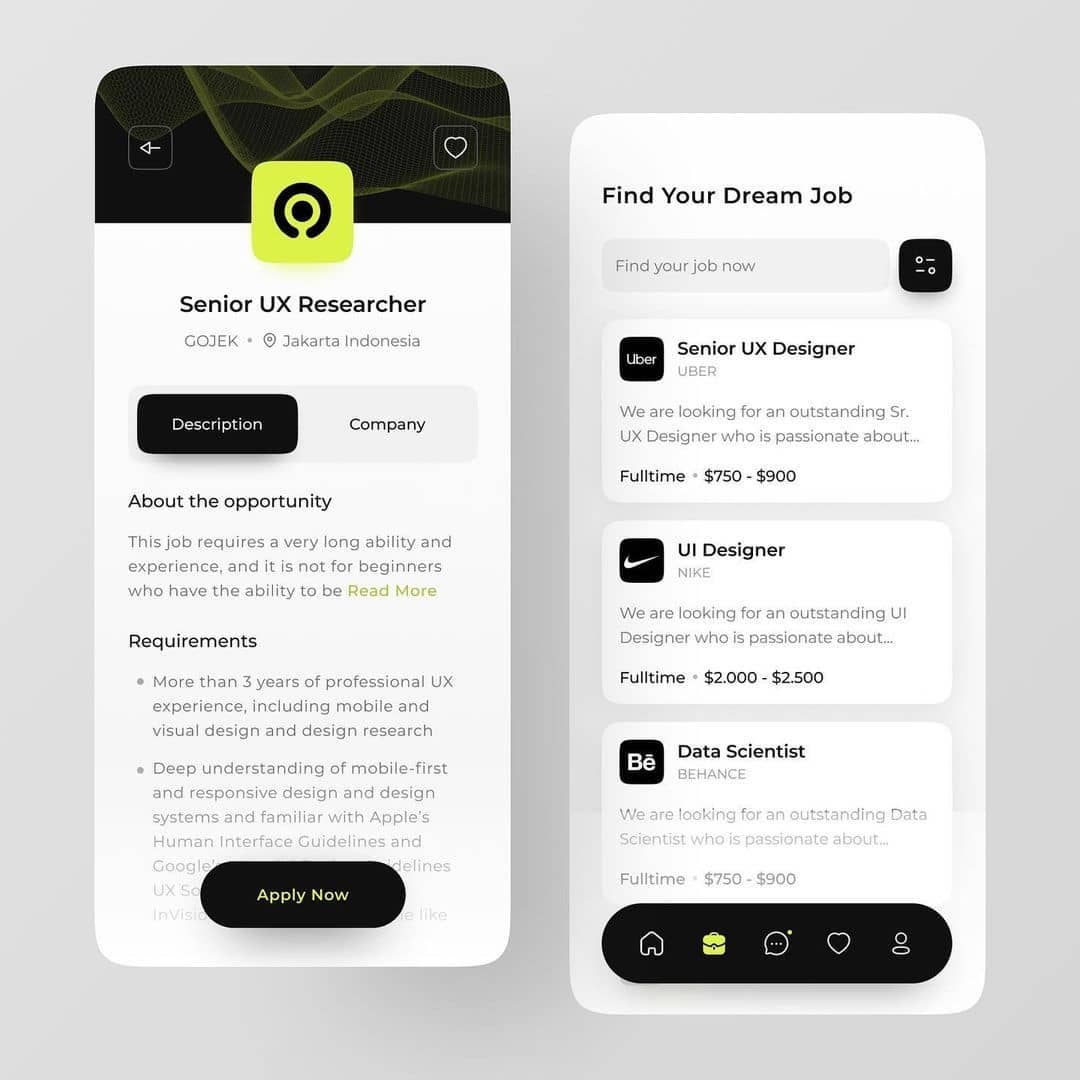 Senior UX Researcher
GOJEK • Jakarta Indonesia
Description
Company
About the opportunity
This job requires a very long ability and
experience, and it is not for beginners
who have the ability to be Read More
Requirements
• More than 3 years of professional UX
experience, including mobile and
visual design and design research
• Deep understanding of mobile-first
and responsive design and design
systems and familiar with Apple's
Human Interface Guidelines and
Google's
UX
like
Apply Now
Find Your Dream Job
Find your job now
Uber
Senior UX Designer
UBER
We are looking for an outstanding Sr.
UX Designer who is passionate about...
Fulltime • $750 - $900
UI Designer
NIKE
We are looking for an outstanding UI
Designer who is passionate about...
Fulltime • $2.000 - $2.500
Bē
Data Scientist
BEHANCE
We are looking for an outstanding Data
Scientist who is passionate about...
Fulltime • $750 - $900